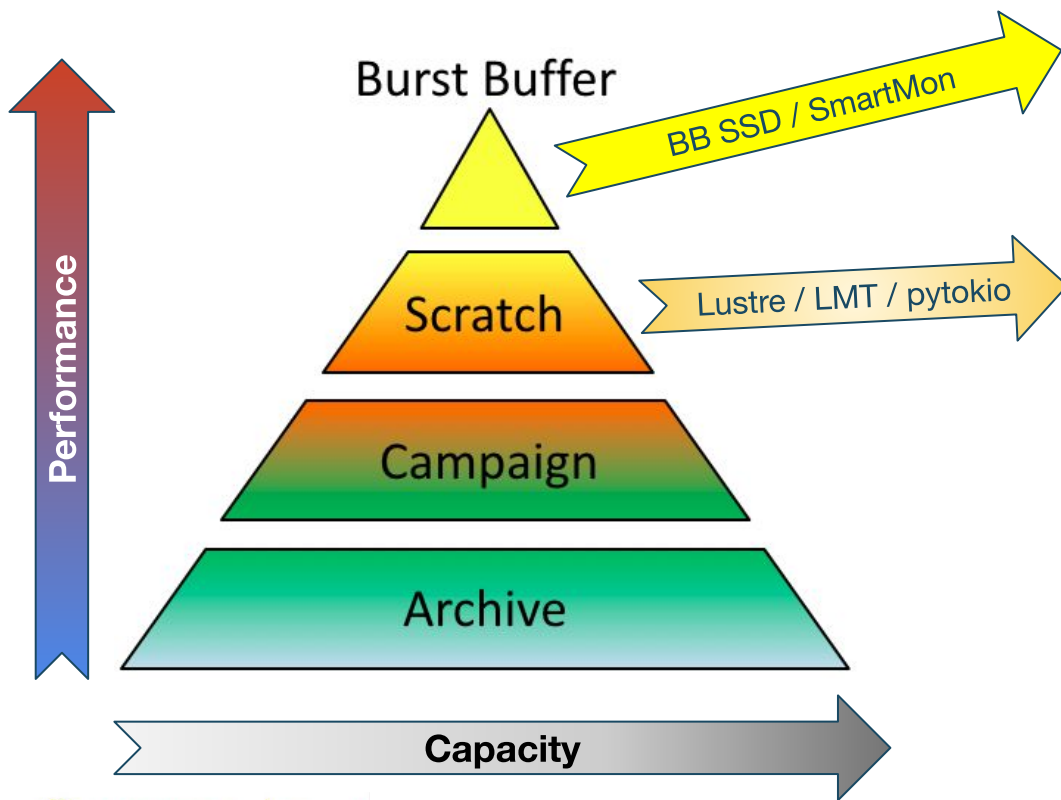 Burst Buffer
BB SSD / SmartMon
Performance
Scratch
Lustre / LMT / pytokio
Campaign
Archive
Capacity